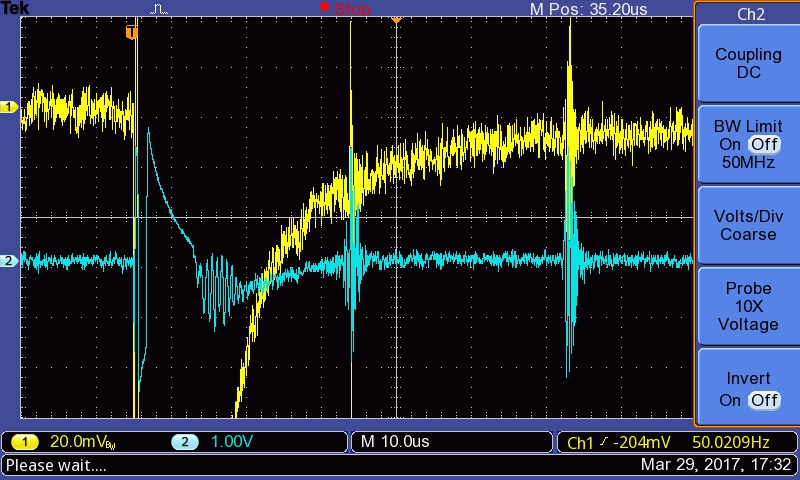 Tek
Stop
M Pos: 35.20us
Ch2
T
Coupling
DC
1
BW Limit
On Off
50MHz
Volts/Div
Coarse
2
Probe
10X
Voltage
Invert
On Off
1 20.0mVBW
2 1.00V
M 10.0us
Ch1 -204mV 50.0209Hz
Please wait....
Mar 29, 2017, 17:32